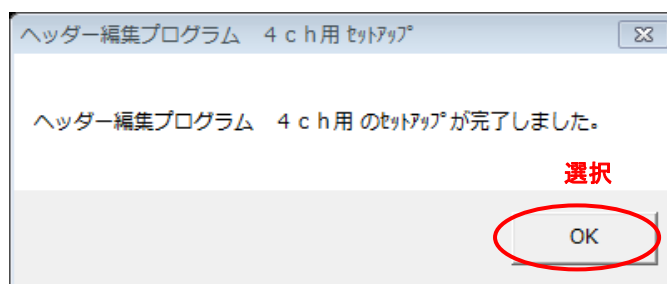 ヘッダー編集プログラム　４ｃｈ用 ｾｯﾄｱｯﾌﾟ
ヘッダー編集プログラム　４ｃｈ用 のｾｯﾄｱｯﾌﾟが完了しました。
選択
OK